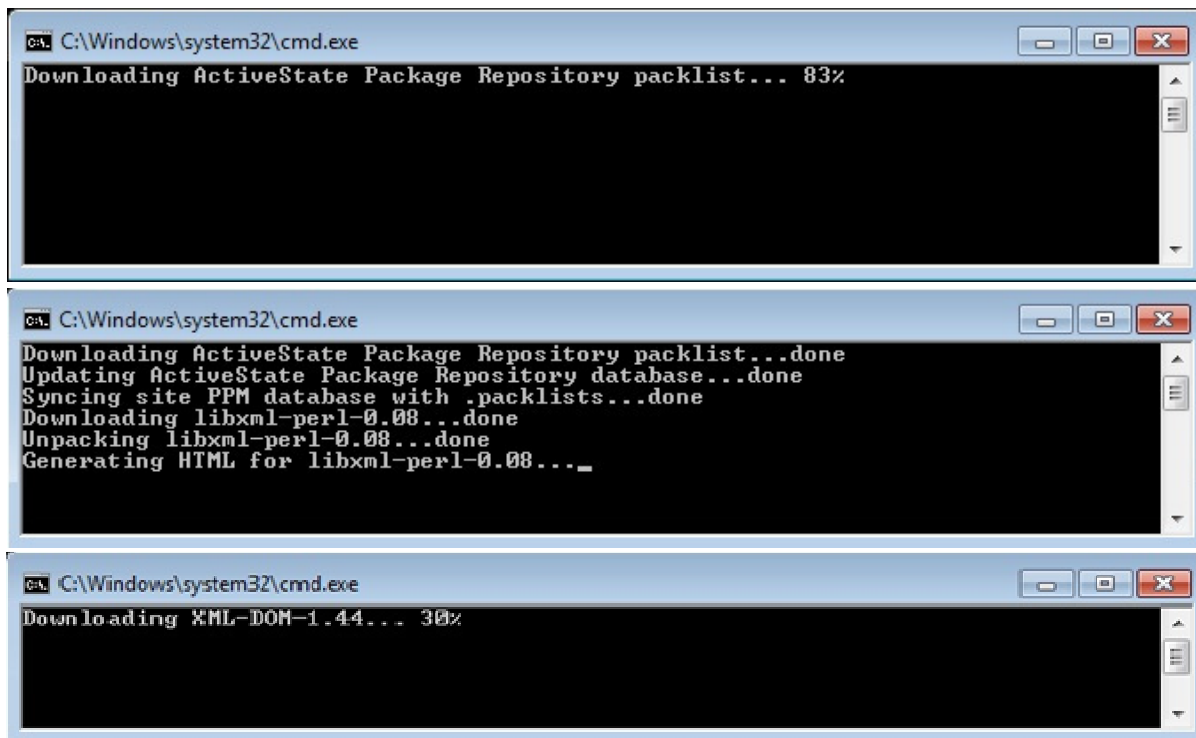 C:\Windows\system32\cmd.exe
Downloading ActiveState Package Repository packlist... 83%
C:\Windows\system32\cmd.exe
Downloading ActiveState Package Repository packlist...done
Updating ActiveState Package Repository database...done
Syncing site PPM database with .packlists...done
Downloading libxml-perl-0.08...done
Unpacking libxml-perl-0.08...done
Generating HTML for libxml-perl-0.08..._
C:\Windows\system32\cmd.exe
Downloading XML-DOM-1.44... 30%